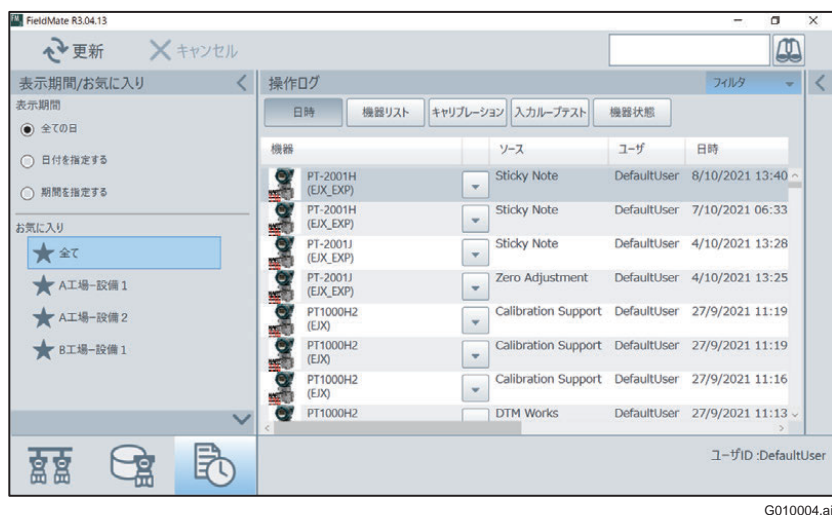 FieldMate R3.04.13
更新
キャンセル
表示期間/お気に入り
表示期間
全ての日
日付を指定する
期間を指定する
お気に入り
全て
A工場-設備1
A工場-設備2
B工場-設備1
操作ログ
フィルタ
日時
機器リスト
キャリブレーション
入力ループテスト
機器状態
機器 ソース ユーザ 日時
PT-2001H Sticky Note DefaultUser 8/10/2021 13:40
(EJX_EXP)
PT-2001H Sticky Note DefaultUser 7/10/2021 06:33
(EJX_EXP)
PT-2001J Sticky Note DefaultUser 4/10/2021 13:28
(EJX_EXP)
PT-2001J Zero Adjustment DefaultUser 4/10/2021 13:25
(EJX_EXP)
PT1000H2 Calibration Support DefaultUser 27/9/2021 11:19
(EJX)
PT1000H2 Calibration Support DefaultUser 27/9/2021 11:19
(EJX)
PT1000H2 Calibration Support DefaultUser 27/9/2021 11:16
(EJX)
PT1000H2 DTM Works DefaultUser 27/9/2021 11:13
ユーザID :DefaultUser
G010004.ai